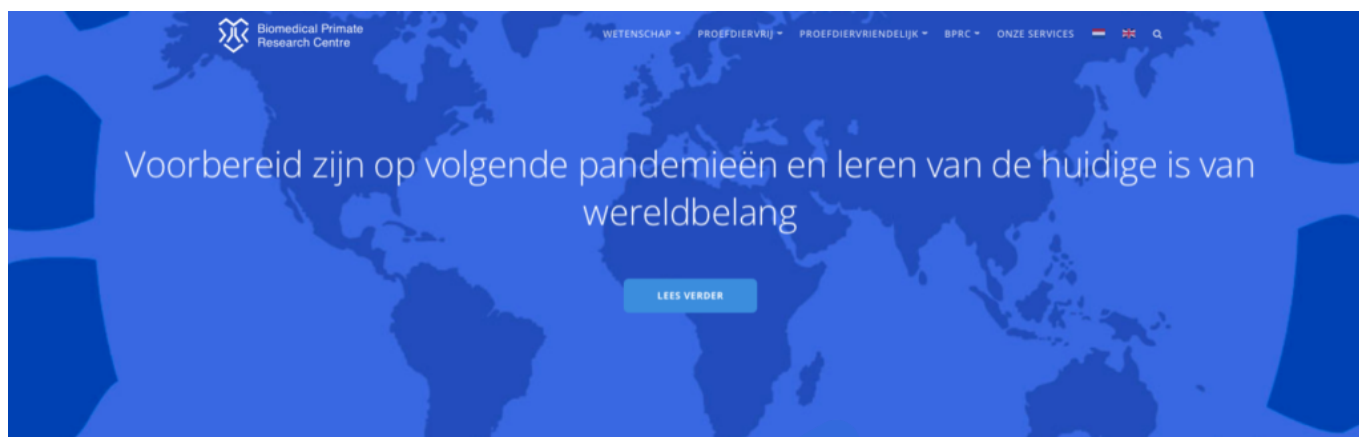 Biomedical Primate
Research Centre
WETENSCHAP PROEFDIERVRIJ PROEFDIERVRIENDELIJK BPRC ONZE SERVICES
Voorbereid zijn op volgende pandemieën en leren van de huidige is van
wereldbelang
LEES VERDER